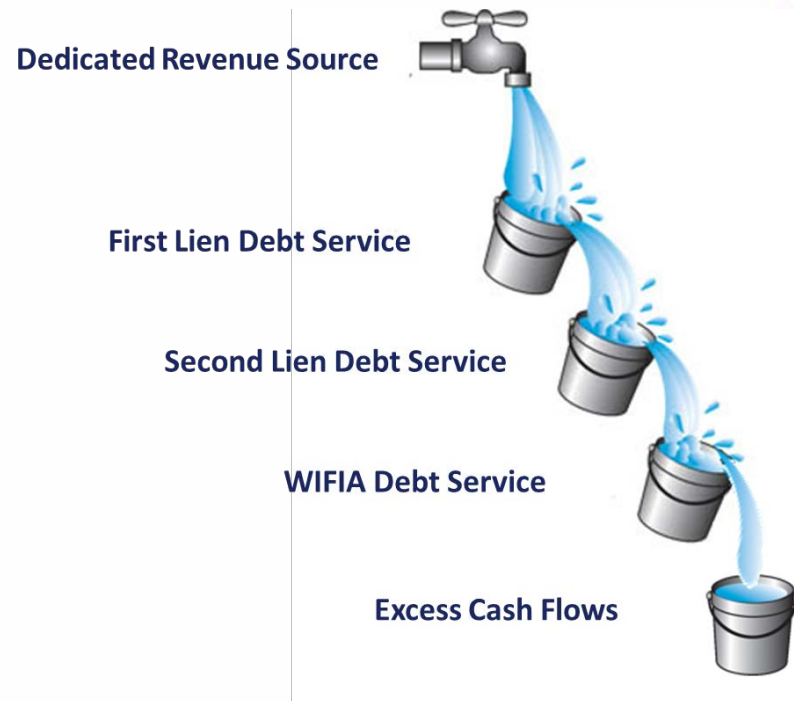 Dedicated Revenue Source
First Lien Debt Service
Second Lien Debt Service
WIFIA Debt Service
Excess Cash Flows